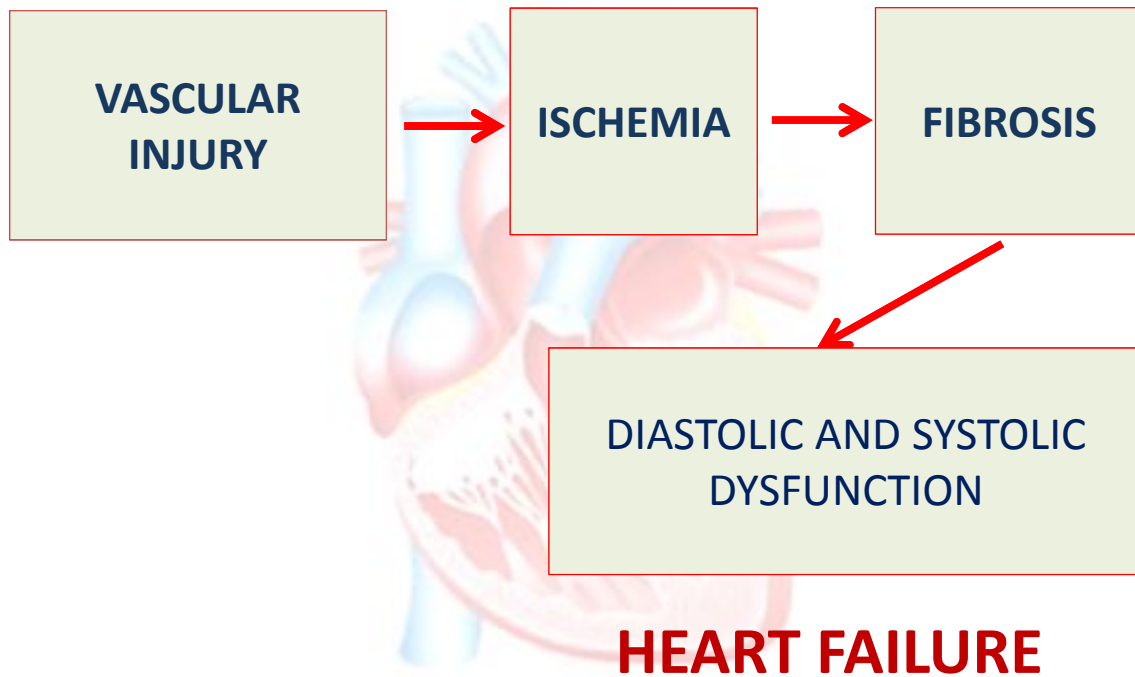 VASCULAR
INJURY
ISCHEMIA
FIBROSIS
DIASTOLIC AND SYSTOLIC
DYSFUNCTION
HEART FAILURE